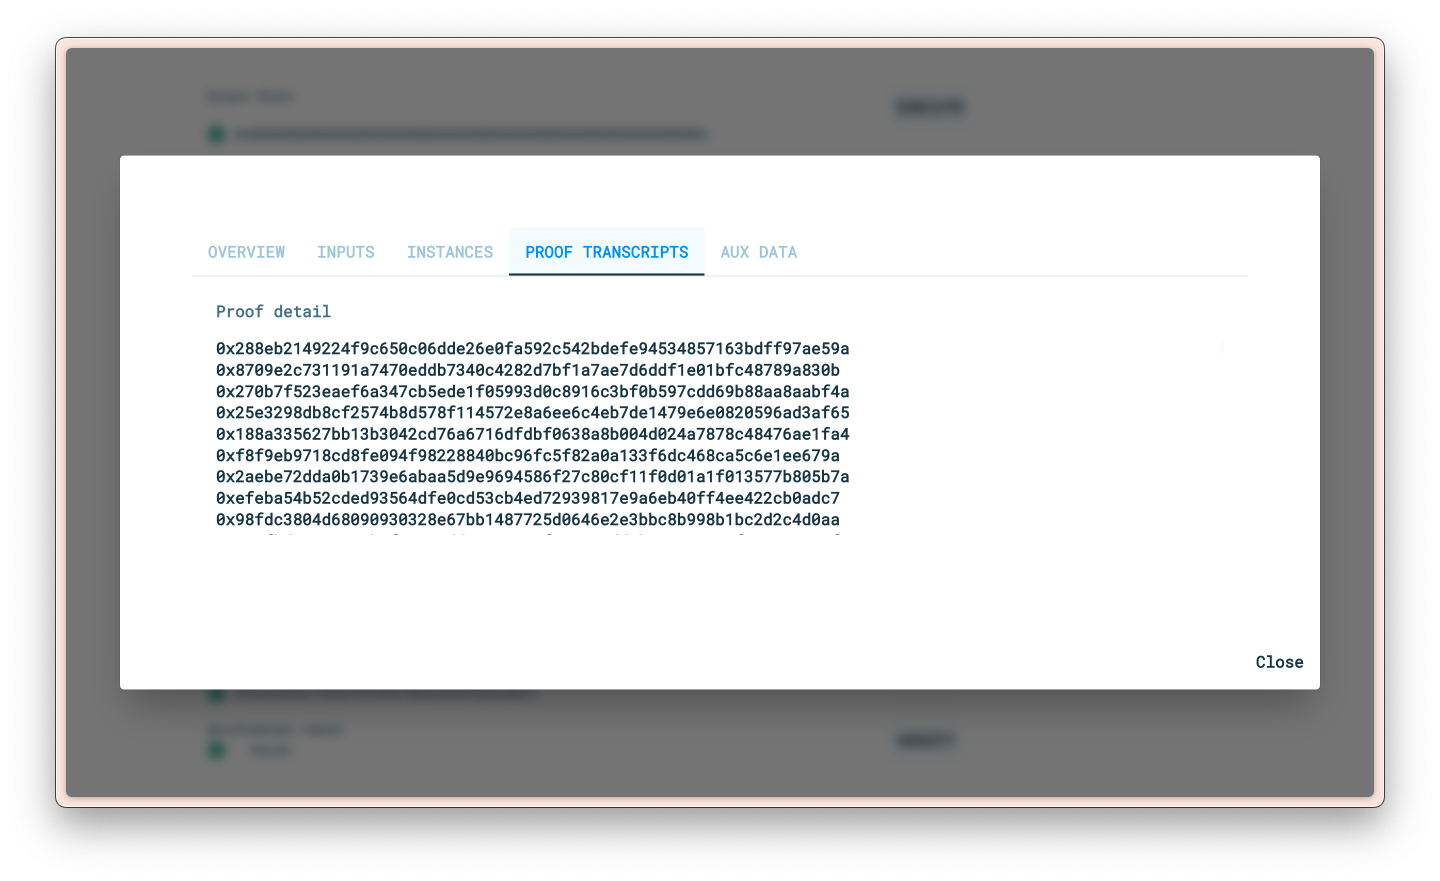 OVERVIEW INPUTS INSTANCES PROOF TRANSCRIPTS AUX DATA
Proof detail
0x288eb2149224f9c650c06dde26e0fa592c542bdefe94534857163bdff97ae59a
0x8709e2c731191a7470eddb7340c4282d7bf1a7ae7d6ddf1e01bfc48789a830b
0x270b7f523eaef6a347cb5ede1f05993d0c8916c3bf0b597cdd69b88aa8aabf4a
0x25e3298db8cf2574b8d578f114572e8a6ee6c4eb7de1479e6e0820596ad3af65
0x188a335627bb13b3042cd76a6716dfdbf0638a8b004d024a7878c48476ae1fa4
0xf8f9eb9718cd8fe094f98228840bc96fc5f82a0a133f6dc468ca5c6e1ee679a
0x2aebe72dda0b1739e6abaa5d9e9694586f27c80cf11f0d01a1f013577b805b7a
0xefeba54b52cded93564dfe0cd53cb4ed72939817e9a6eb40ff4ee422cb0adc7
0x98fdc3804d68090930328e67bb1487725d0646e2e3bbc8b998b1bc2d2c4d0aa
Close